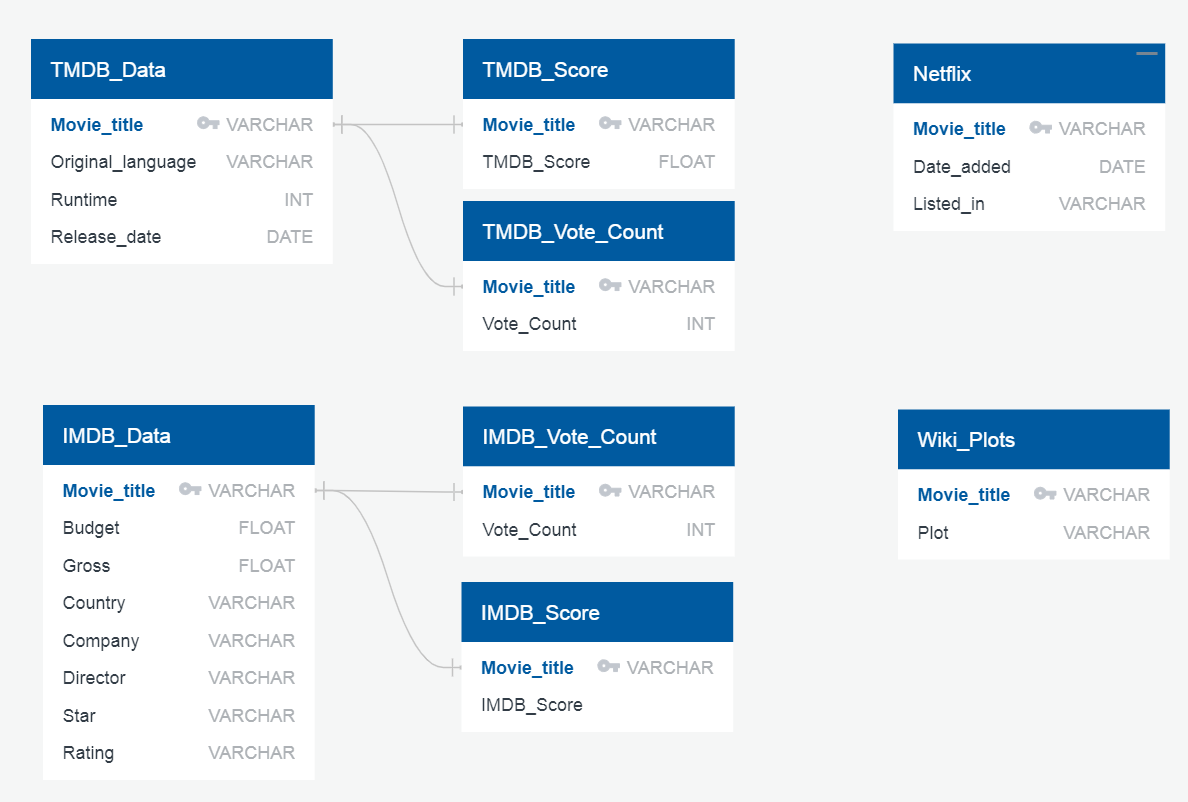 TMDB_Data
Movie_title VARCHAR
Original_language VARCHAR
Runtime INT
Release_date DATE
TMDB_Score
Movie_title VARCHAR
TMDB_Score FLOAT
TMDB_Vote_Count
Movie_title VARCHAR
Vote_Count INT
Netflix
Movie_title VARCHAR
Date_added DATE
Listed_in VARCHAR
IMDB_Data
Movie_title VARCHAR
Budget FLOAT
Gross FLOAT
Country VARCHAR
Company VARCHAR
Director VARCHAR
Star VARCHAR
Rating VARCHAR
IMDB_Vote_Count
Movie_title VARCHAR
Vote_Count INT
IMDB_Score
Movie_title VARCHAR
IMDB_Score
Wiki_Plots
Movie_title VARCHAR
Plot VARCHAR